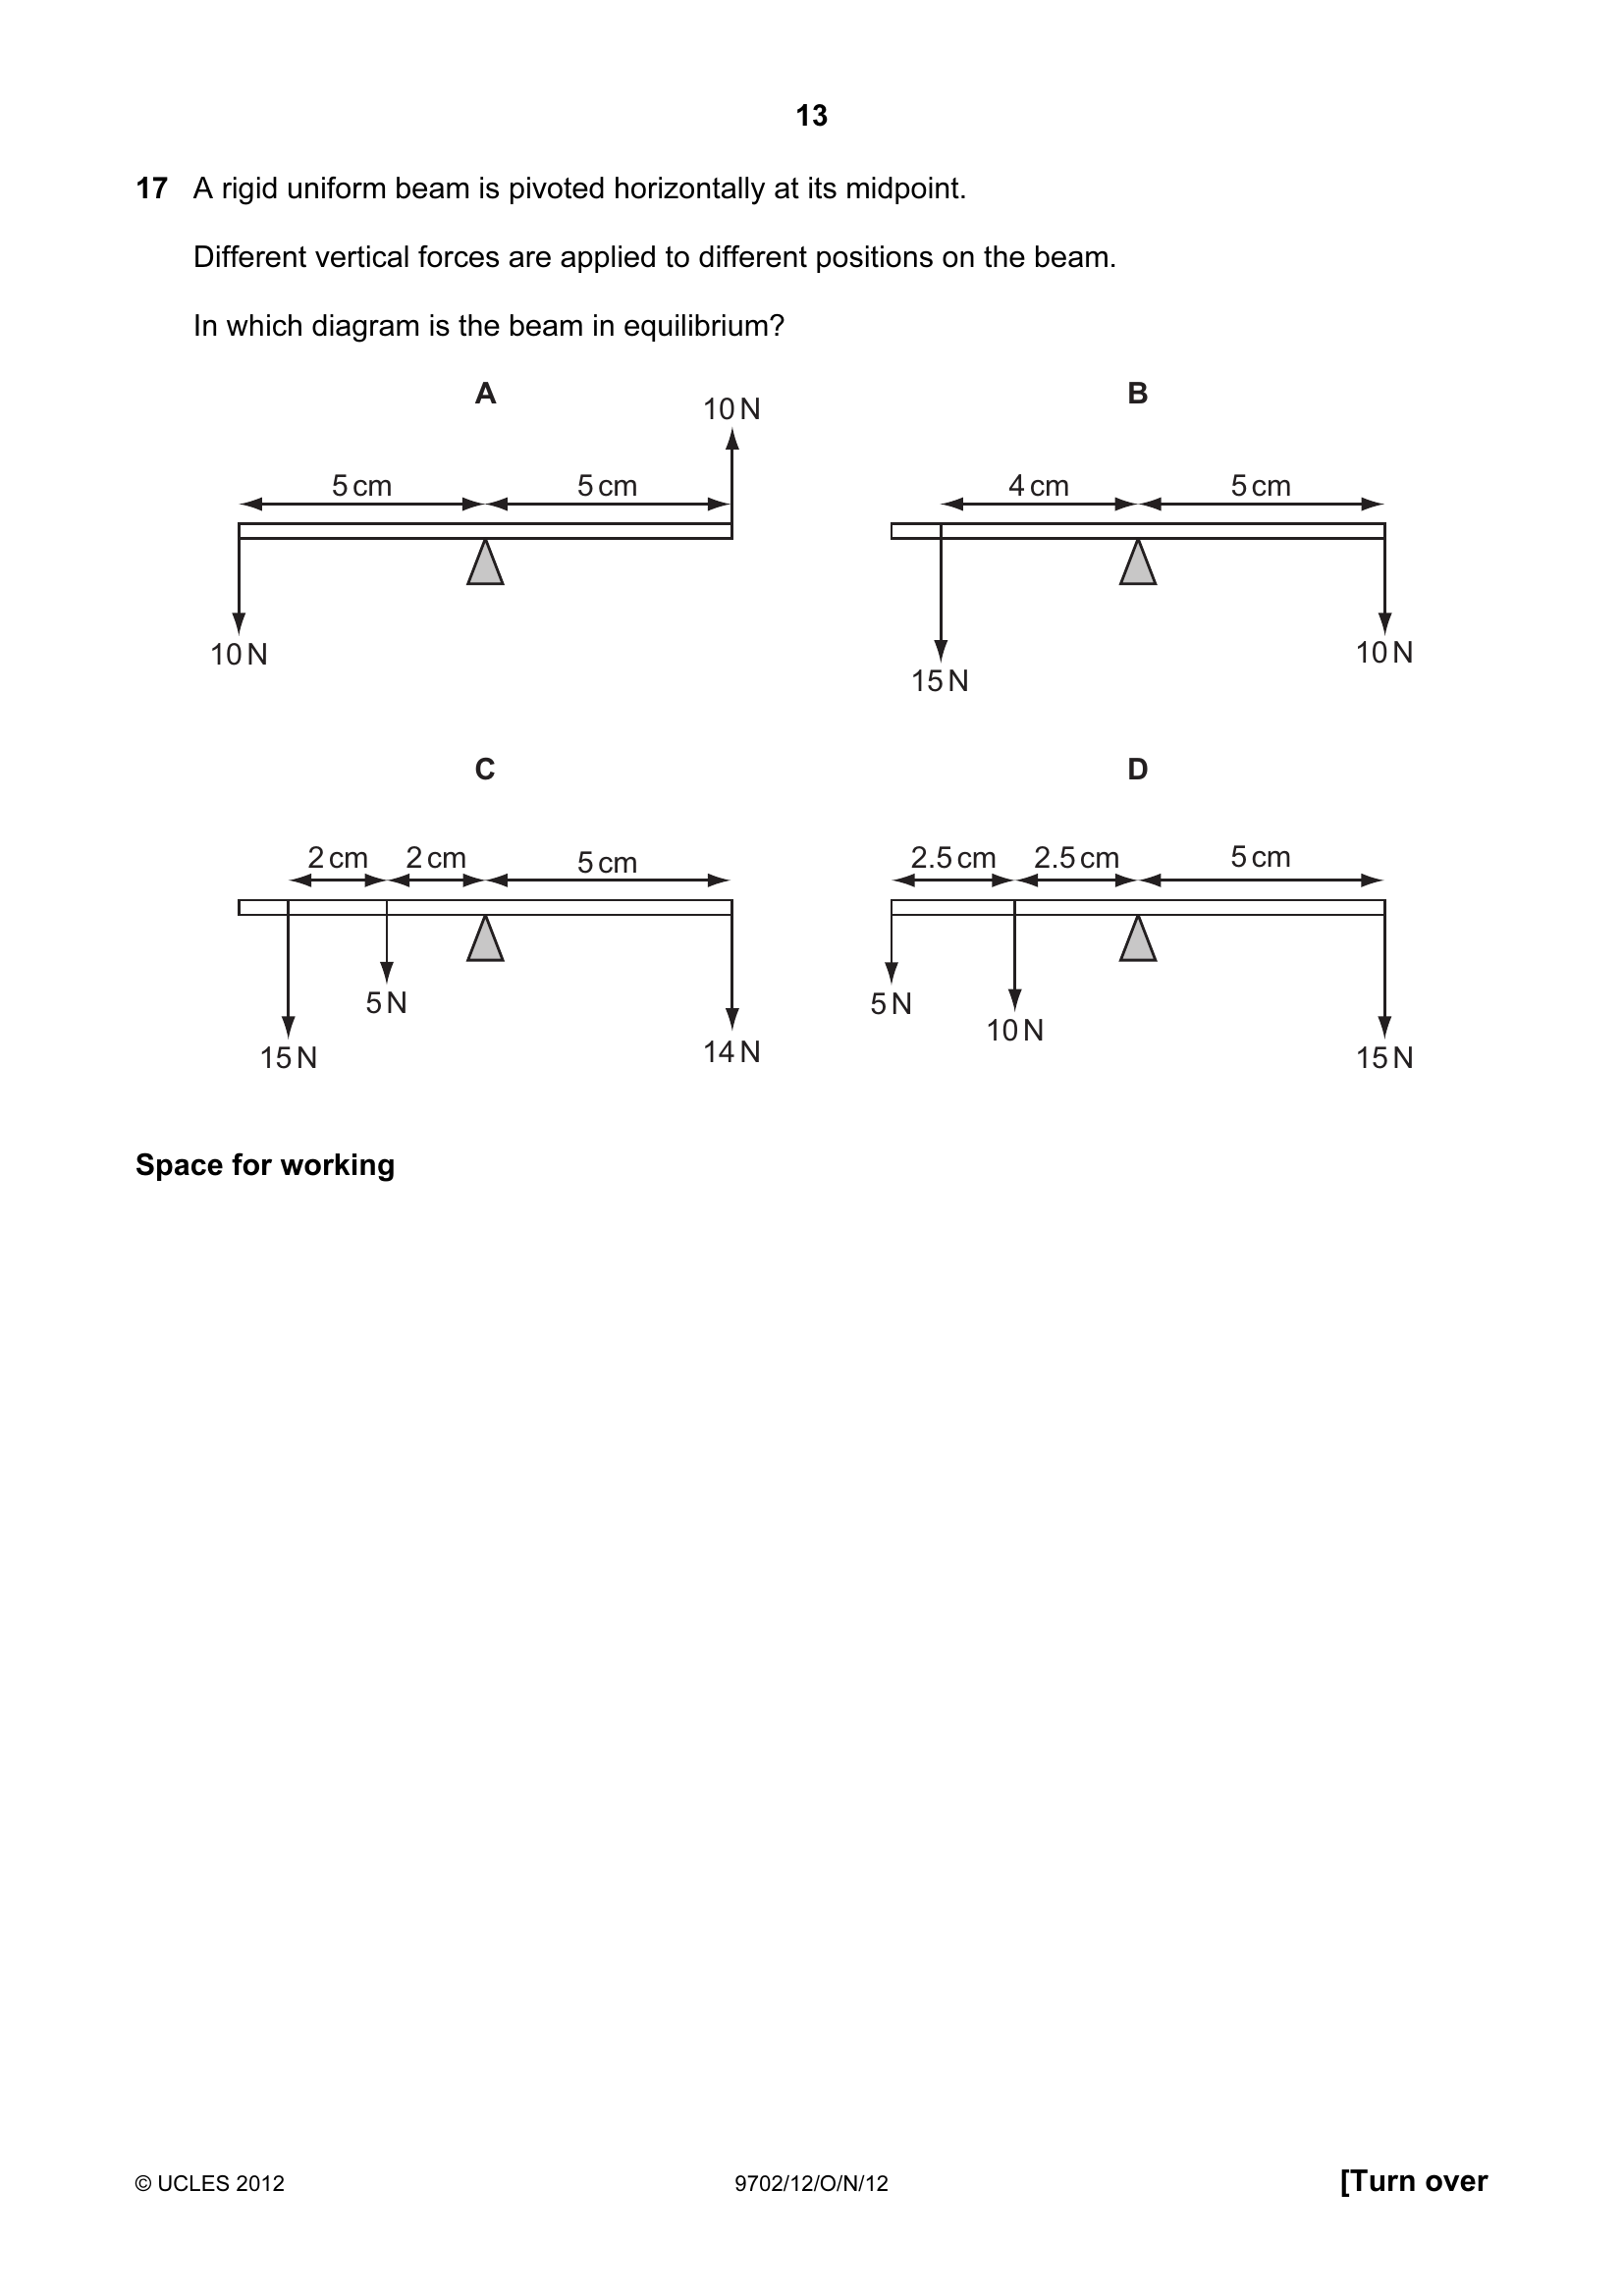 13
17 A rigid uniform beam is pivoted horizontally at its midpoint.
Different vertical forces are applied to different positions on the beam.
In which diagram is the beam in equilibrium?
A
10 N
5 cm 5 cm
10 N
B
4 cm 5 cm
15 N
10 N
C
2 cm 2 cm 5 cm
15 N
5 N
14 N
D
2.5 cm 2.5 cm 5 cm
5 N
10 N
15 N
Space for working
© UCLES 2012 9702/12/O/N/12 [Turn over